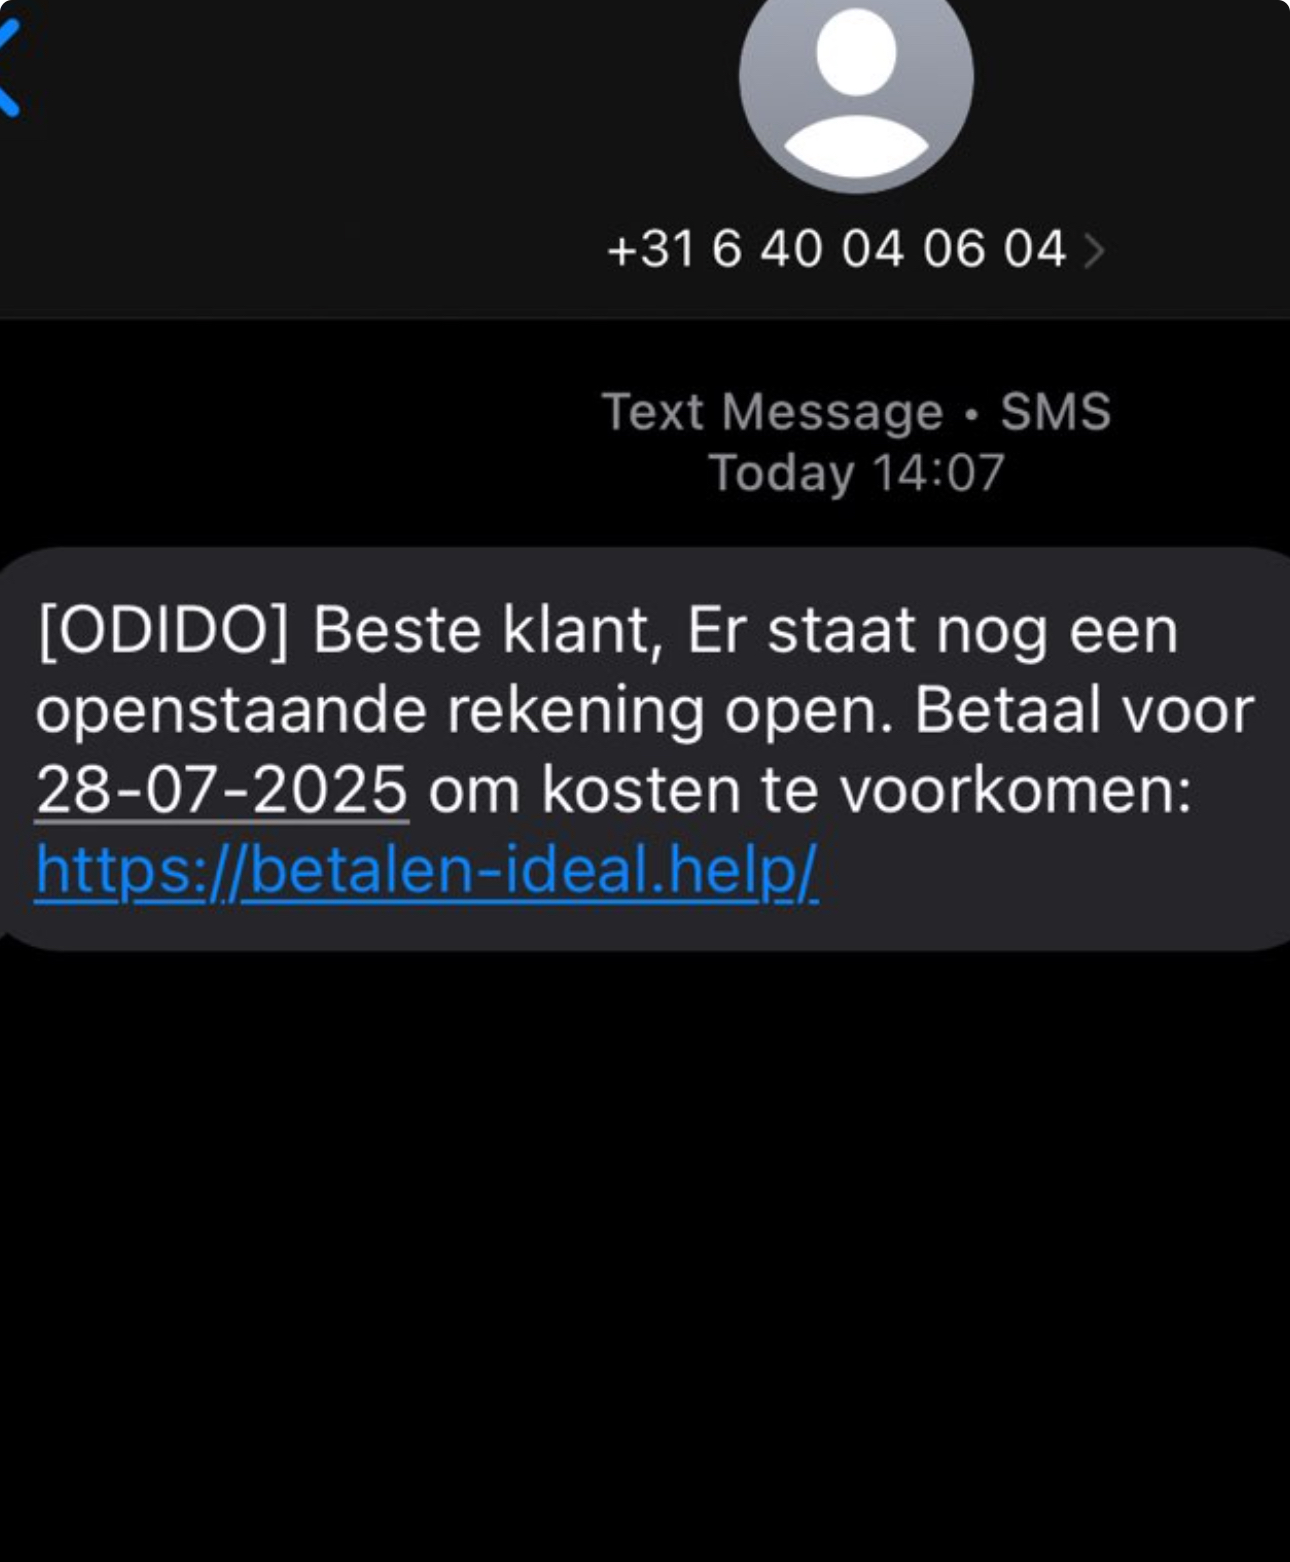 +31 6 40 04 06 04
Text Message • SMS
Today 14:07
[ODIDO] Beste klant, Er staat nog een
openstaande rekening open. Betaal voor
28-07-2025 om kosten te voorkomen:
https://betalen-ideal.help/